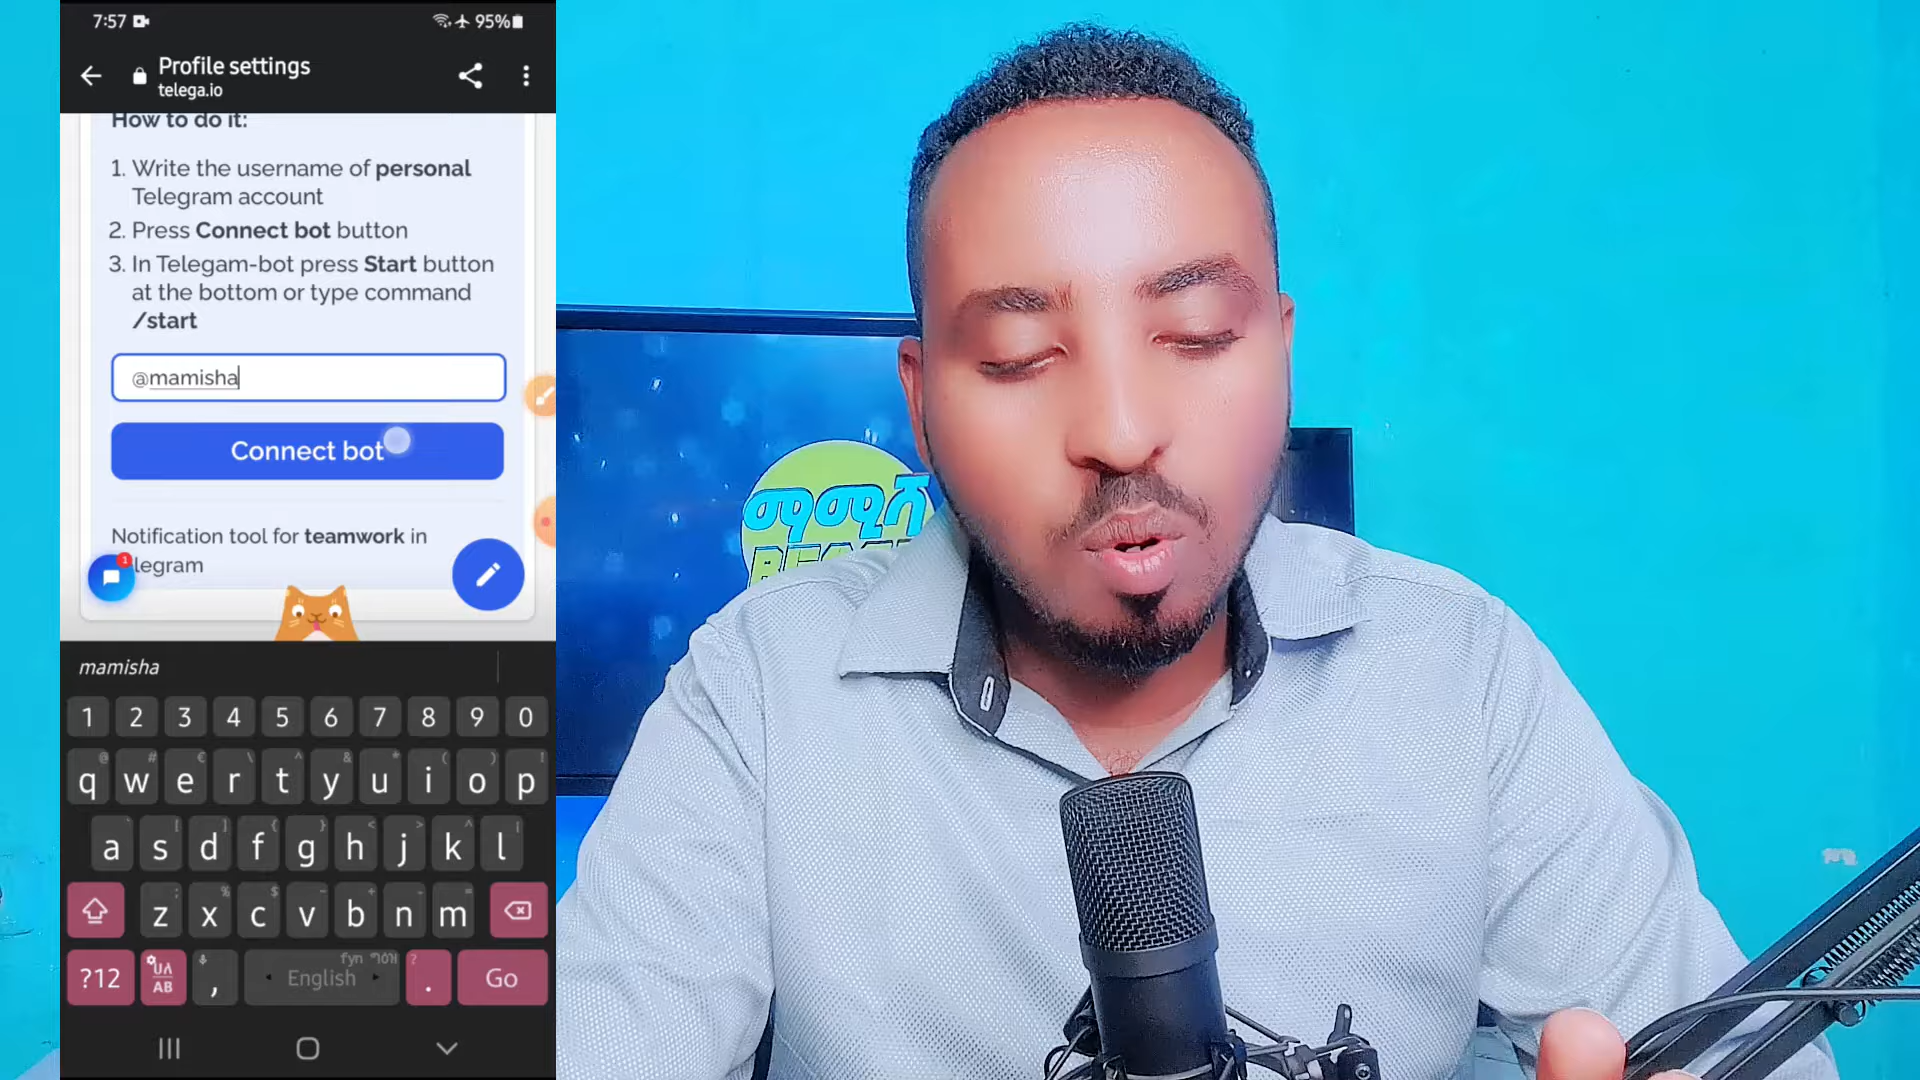 7:57
95%
Profile settings
telega.io
How to do it:
1. Write the username of personal
Telegram account
2. Press Connect bot button
3. In Telegam-bot press Start button
at the bottom or type command
/start
@mamisha
Connect bot
Notification tool for teamwork in
legram
1
mamisha
1 2 3 4 5 6 7 8 9 0
q w e r t y u i o p
a s d f g h j k l
z x c v b n m
?12 , English . Go
ማሚሻ